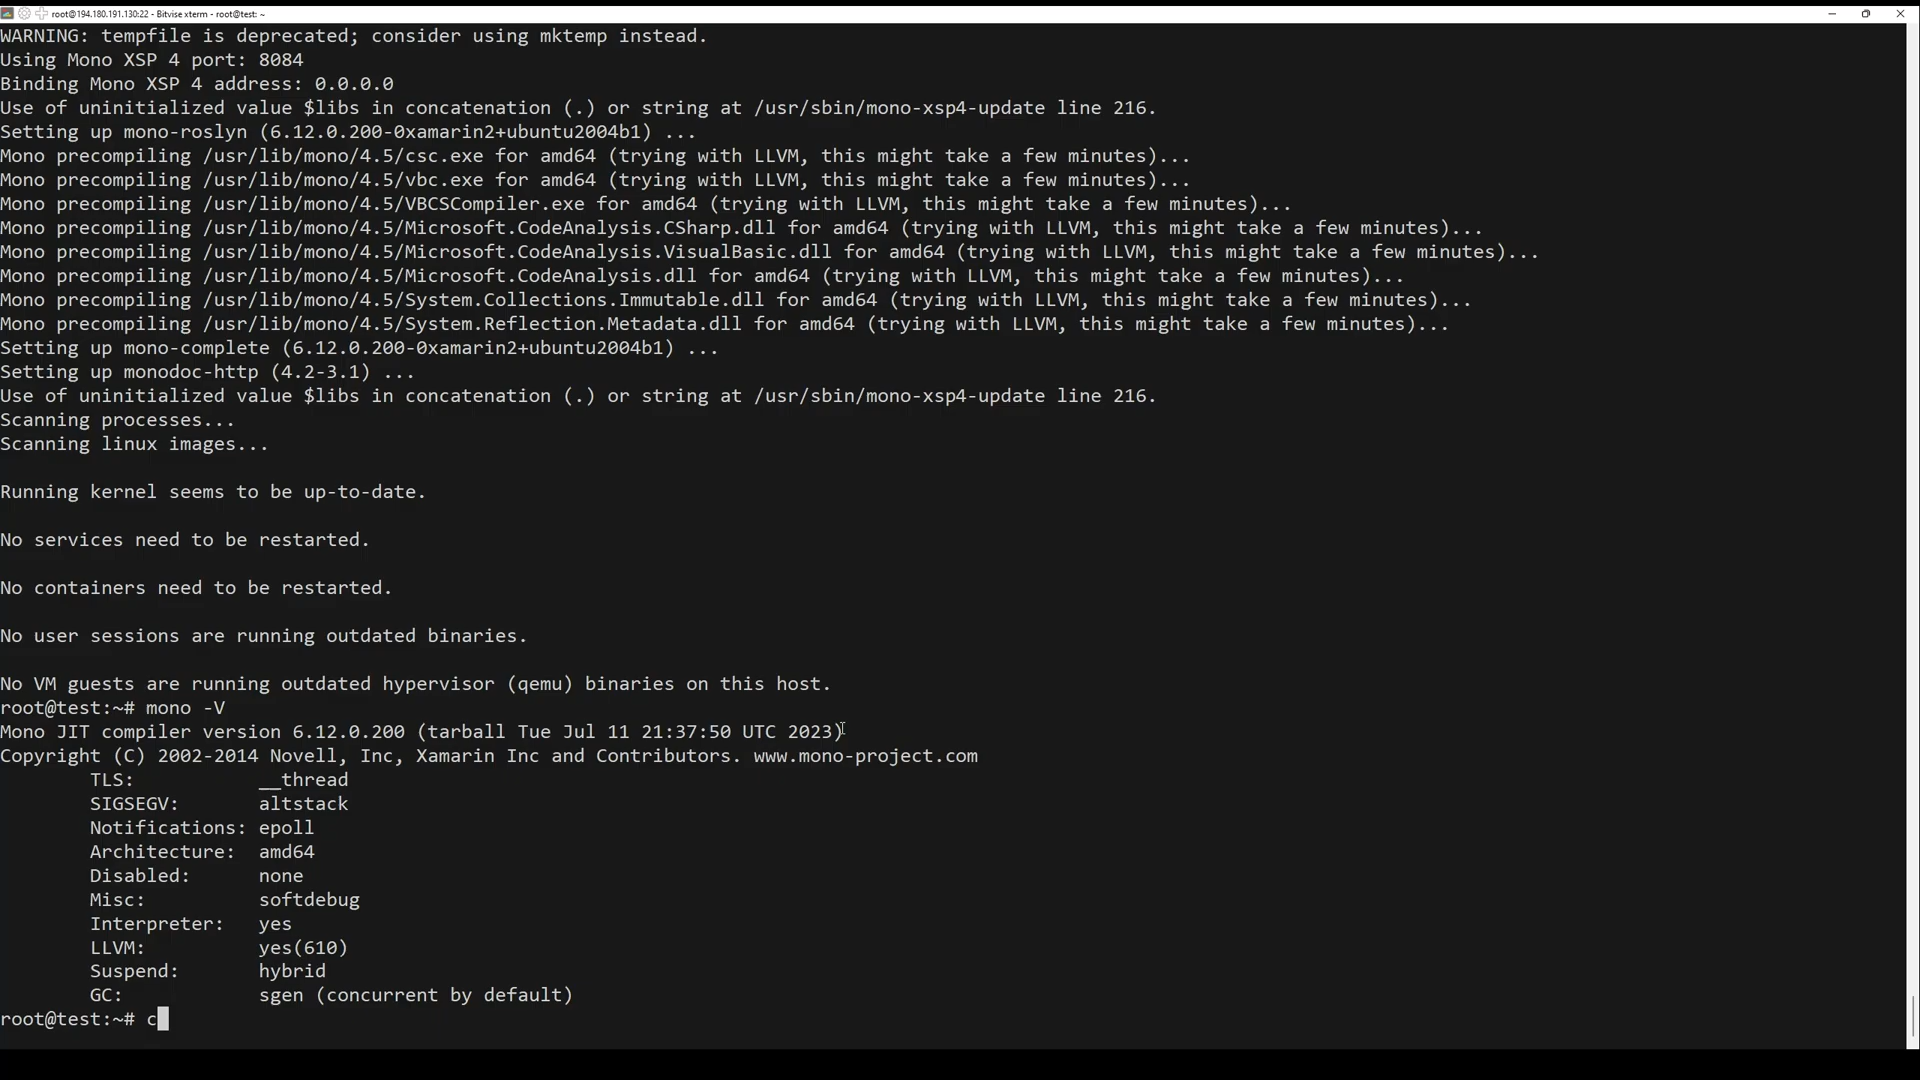 root@194.180.191.130:22 - Bitvise xterm - root@test: ~
WARNING: tempfile is deprecated; consider using mktemp instead.
Using Mono XSP 4 port: 8084
Binding Mono XSP 4 address: 0.0.0.0
Use of uninitialized value $libs in concatenation (.) or string at /usr/sbin/mono-xsp4-update line 216.
Setting up mono-roslyn (6.12.0.200-0xamarin2+ubuntu2004b1) ...
Mono precompiling /usr/lib/mono/4.5/csc.exe for amd64 (trying with LLVM, this might take a few minutes)...
Mono precompiling /usr/lib/mono/4.5/vbc.exe for amd64 (trying with LLVM, this might take a few minutes)...
Mono precompiling /usr/lib/mono/4.5/VBCSCompiler.exe for amd64 (trying with LLVM, this might take a few minutes)...
Mono precompiling /usr/lib/mono/4.5/Microsoft.CodeAnalysis.CSharp.dll for amd64 (trying with LLVM, this might take a few minutes)...
Mono precompiling /usr/lib/mono/4.5/Microsoft.CodeAnalysis.VisualBasic.dll for amd64 (trying with LLVM, this might take a few minutes)...
Mono precompiling /usr/lib/mono/4.5/Microsoft.CodeAnalysis.dll for amd64 (trying with LLVM, this might take a few minutes)...
Mono precompiling /usr/lib/mono/4.5/System.Collections.Immutable.dll for amd64 (trying with LLVM, this might take a few minutes)...
Mono precompiling /usr/lib/mono/4.5/System.Reflection.Metadata.dll for amd64 (trying with LLVM, this might take a few minutes)...
Setting up mono-complete (6.12.0.200-0xamarin2+ubuntu2004b1) ...
Setting up monodoc-http (4.2-3.1) ...
Use of uninitialized value $libs in concatenation (.) or string at /usr/sbin/mono-xsp4-update line 216.
Scanning processes...
Scanning linux images...
Running kernel seems to be up-to-date.
No services need to be restarted.
No containers need to be restarted.
No user sessions are running outdated binaries.
No VM guests are running outdated hypervisor (qemu) binaries on this host.
root@test:~# mono -V
Mono JIT compiler version 6.12.0.200 (tarball Tue Jul 11 21:37:50 UTC 2023)
Copyright (C) 2002-2014 Novell, Inc, Xamarin Inc and Contributors. www.mono-project.com
TLS: __thread
SIGSEGV: altstack
Notifications: epoll
Architecture: amd64
Disabled: none
Misc: softdebug
Interpreter: yes
LLVM: yes(610)
Suspend: hybrid
GC: sgen (concurrent by default)
root@test:~# c